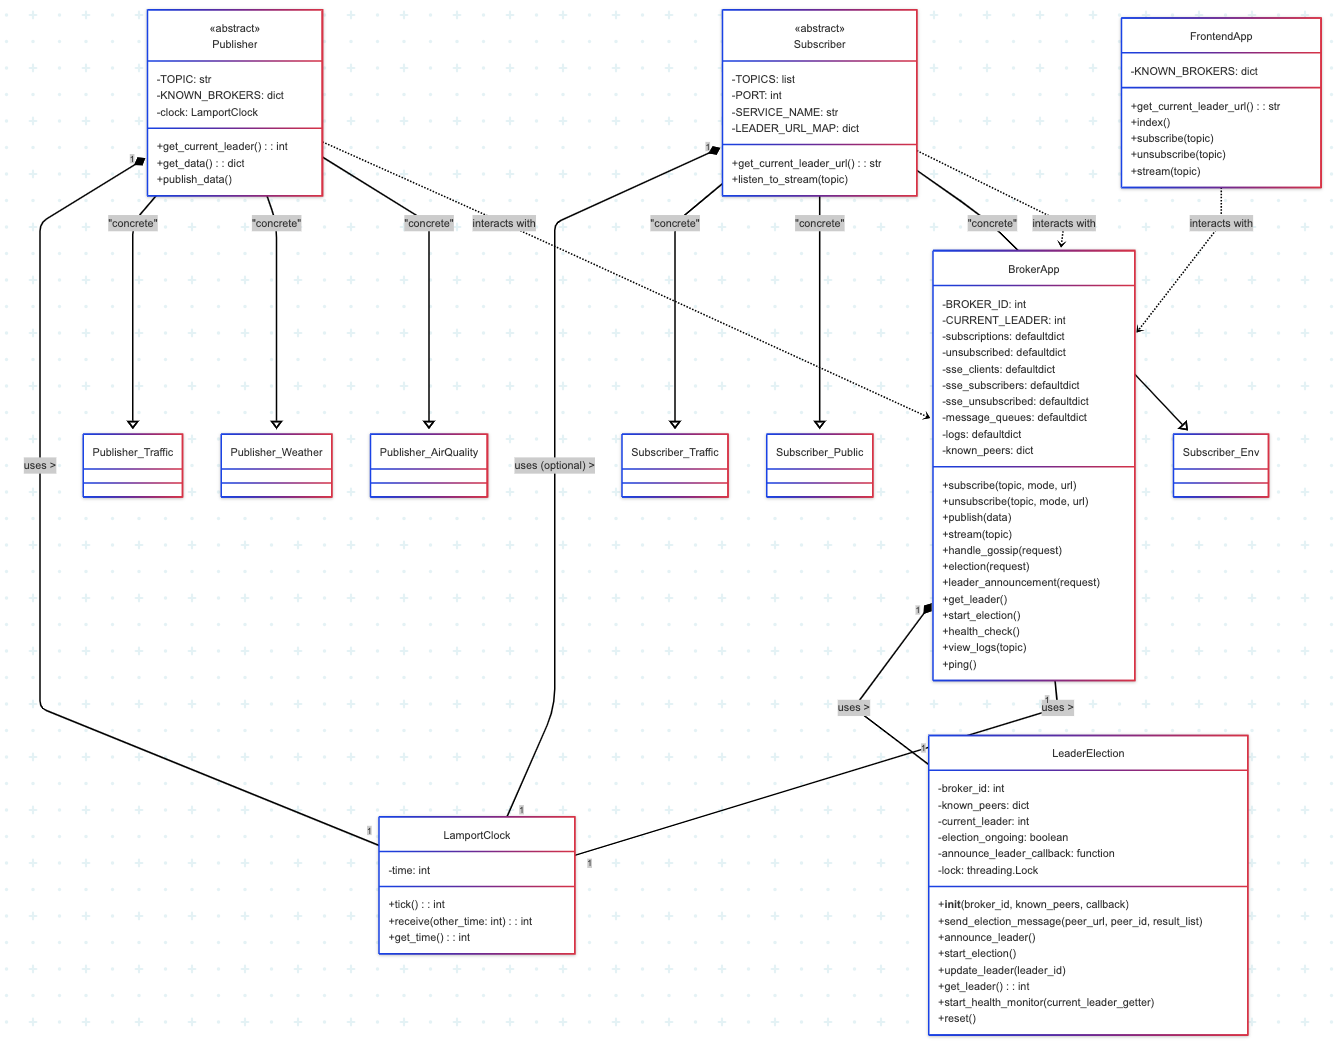 «abstract»
Publisher
-TOPIC: str
-KNOWN_BROKERS: dict
-clock: LamportClock
+get_current_leader() : : int
+get_data() : : dict
+publish_data()
«abstract»
Subscriber
-TOPICS: list
-PORT: int
-SERVICE_NAME: str
-LEADER_URL_MAP: dict
+get_current_leader_url() : : str
+listen_to_stream(topic)
FrontendApp
-KNOWN_BROKERS: dict
+get_current_leader_url() : : str
+index()
+subscribe(topic)
+unsubscribe(topic)
+stream(topic)
1
1
"concrete"
"concrete"
"concrete"
interacts with
"concrete"
"concrete"
"concrete"
interacts with
interacts with
BrokerApp
-BROKER_ID: int
-CURRENT_LEADER: int
-subscriptions: defaultdict
-unsubscribed: defaultdict
-sse_clients: defaultdict
-sse_subscribers: defaultdict
-sse_unsubscribed: defaultdict
-message_queues: defaultdict
-logs: defaultdict
-known_peers: dict
+subscribe(topic, mode, url)
+unsubscribe(topic, mode, url)
+publish(data)
+stream(topic)
+handle_gossip(request)
+election(request)
+leader_announcement(request)
+get_leader()
+start_election()
+health_check()
+view_logs(topic)
+ping()
Publisher_Traffic
Publisher_Weather
Publisher_AirQuality
Subscriber_Traffic
Subscriber_Public
Subscriber_Env
uses >
uses (optional) >
1
uses >
1
uses >
1
LeaderElection
-broker_id: int
-known_peers: dict
-current_leader: int
-election_ongoing: boolean
-announce_leader_callback: function
-lock: threading.Lock
+init(broker_id, known_peers, callback)
+send_election_message(peer_url, peer_id, result_list)
+announce_leader()
+start_election()
+update_leader(leader_id)
+get_leader() : : int
+start_health_monitor(current_leader_getter)
+reset()
1
1
1
LamportClock
-time: int
+tick() : : int
+receive(other_time: int) : : int
+get_time() : : int